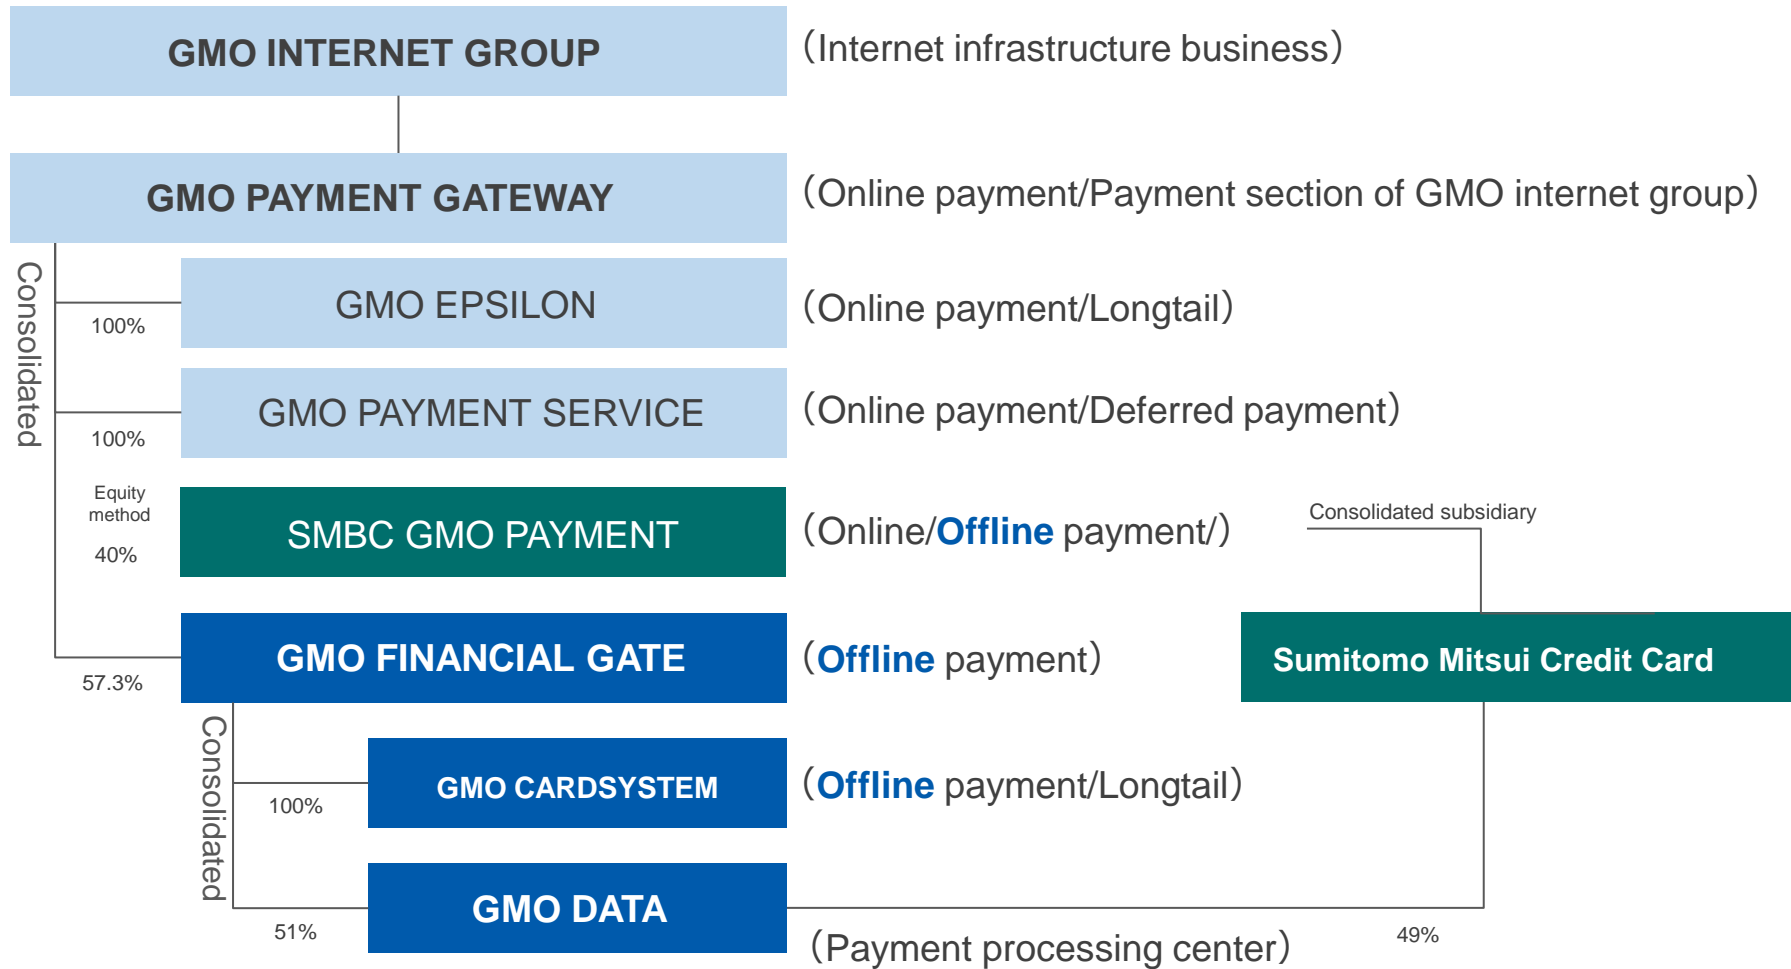 GMO INTERNET GROUP
（Internet infrastructure business）
GMO PAYMENT GATEWAY
（Online payment/Payment section of GMO internet group）
Consolidated
GMO EPSILON
（Online payment/Longtail）
100%
GMO PAYMENT SERVICE
（Online payment/Deferred payment）
100%
Equity
method
40%
SMBC GMO PAYMENT
（Online/Offline payment/）
Consolidated subsidiary
GMO FINANCIAL GATE
（Offline payment）
Sumitomo Mitsui Credit Card
57.3%
Consolidated
GMO CARDSYSTEM
（Offline payment/Longtail）
100%
GMO DATA
51%
（Payment processing center）
49%